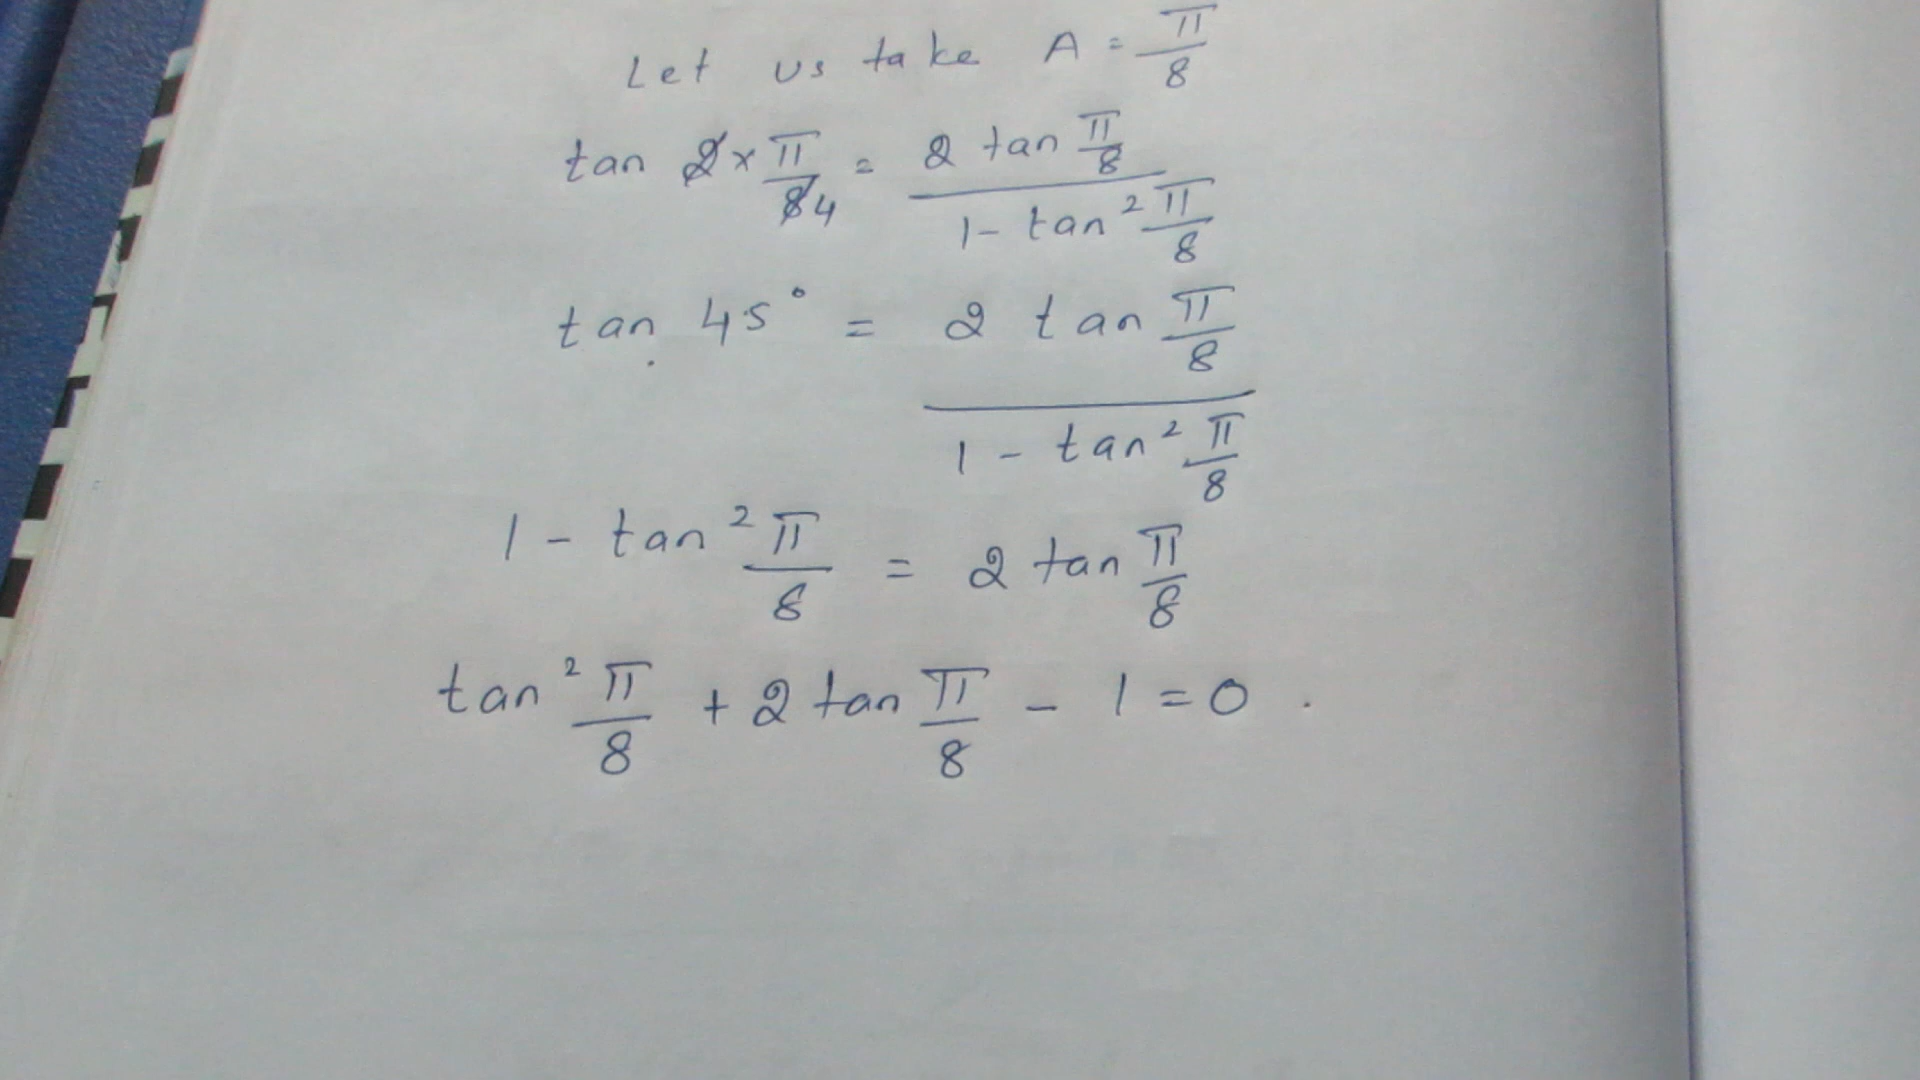 Let us take A = π/8
tan 2 × π/8 4 = 2 tan π/8 / 1 - tan² π/8
tan 45° = 2 tan π/8 / 1 - tan² π/8
1 - tan² π/8 = 2 tan π/8
tan² π/8 + 2 tan π/8 - 1 = 0 .